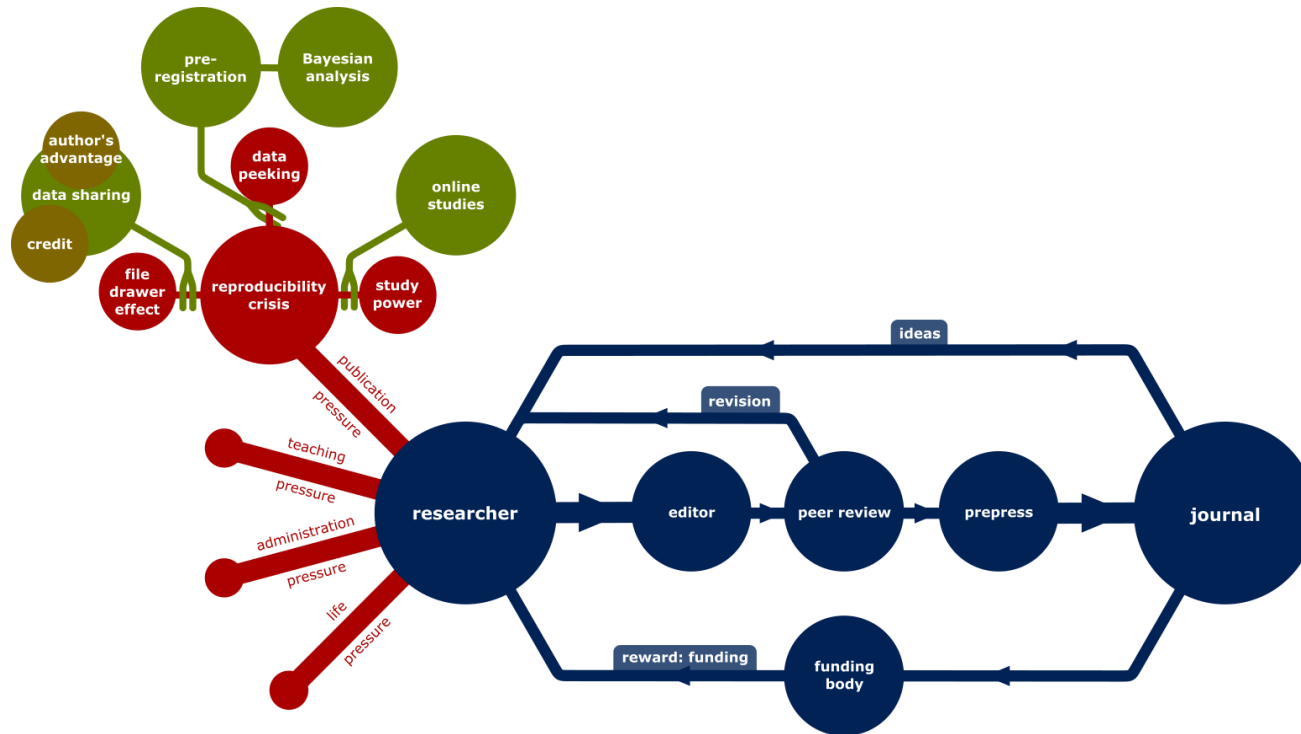 pre-
registration
Bayesian
analysis
author's
advantage
data sharing
credit
data
peeking
online
studies
file
drawer
effect
reproducibility
crisis
study
power
publication
pressure
teaching
pressure
administration
pressure
life
pressure
ideas
revision
researcher
editor
peer review
prepress
journal
reward: funding
funding
body